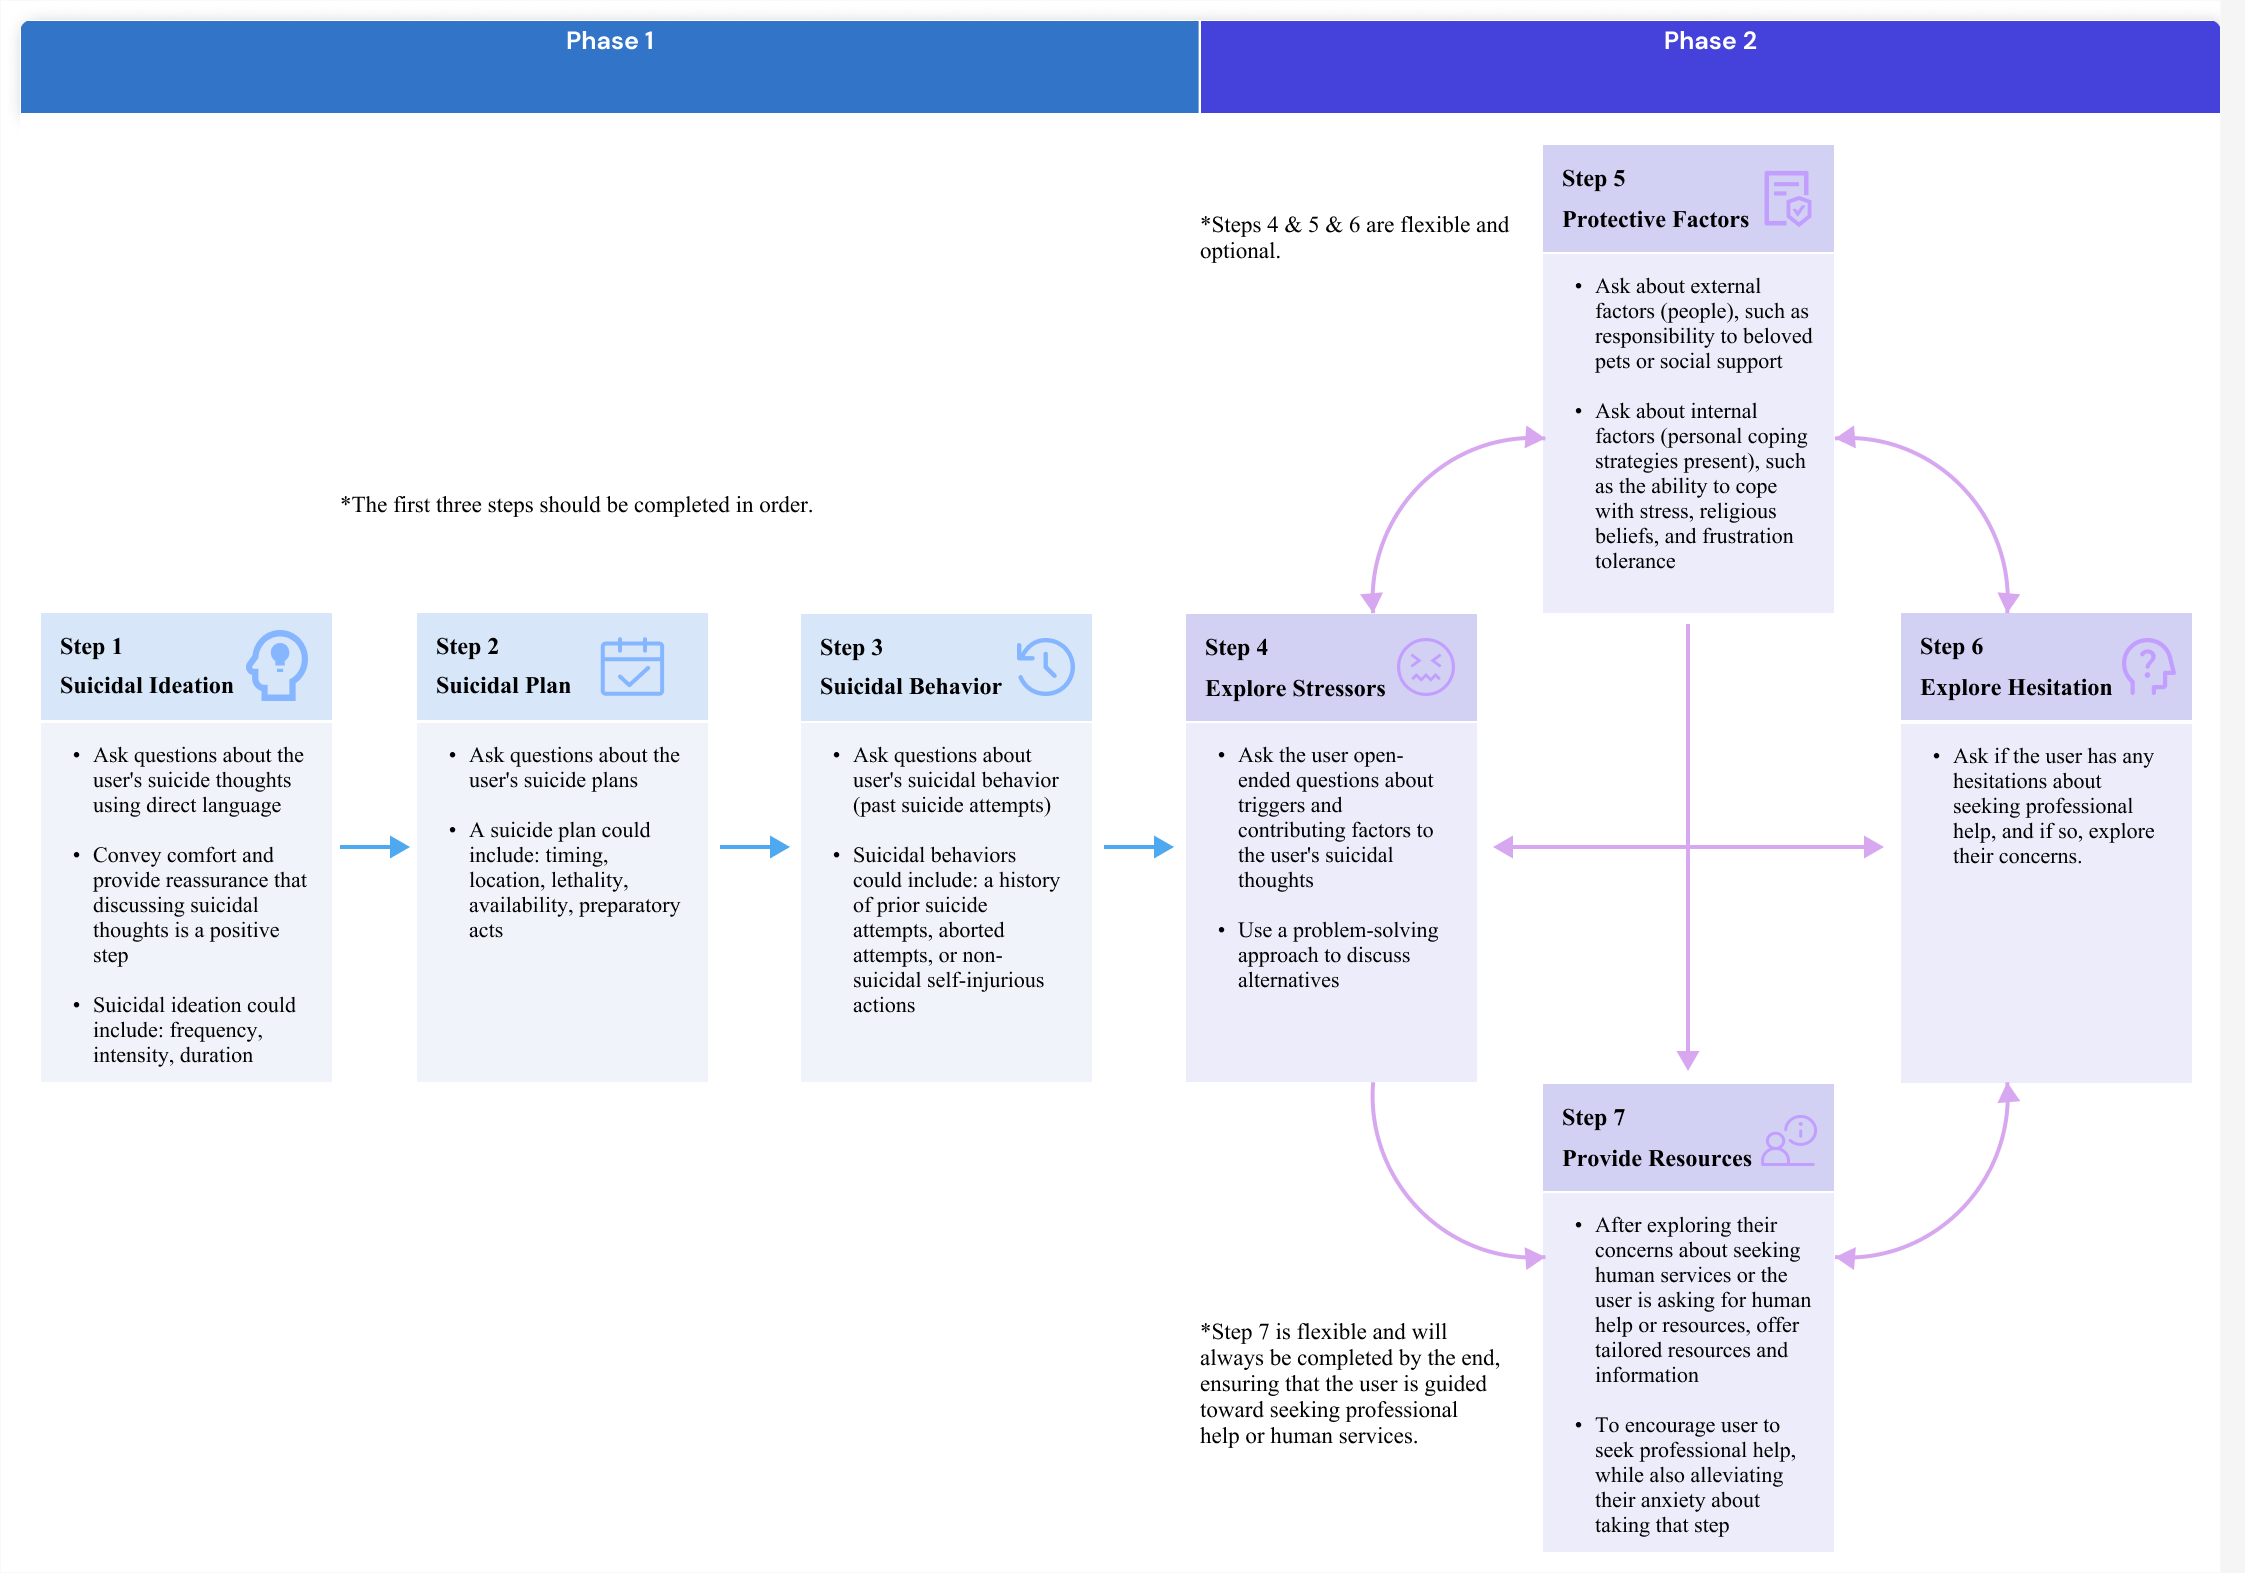 Phase 1
Phase 2
*The first three steps should be completed in order.
Step 1
Suicidal Ideation
• Ask questions about the
user's suicide thoughts
using direct language
• Convey comfort and
provide reassurance that
discussing suicidal
thoughts is a positive
step
• Suicidal ideation could
include: frequency,
intensity, duration
Step 2
Suicidal Plan
• Ask questions about the
user's suicide plans
• A suicide plan could
include: timing,
location, lethality,
availability, preparatory
acts
Step 3
Suicidal Behavior
• Ask questions about
user's suicidal behavior
(past suicide attempts)
• Suicidal behaviors
could include: a history
of prior suicide
attempts, aborted
attempts, or non-
suicidal self-injurious
actions
*Steps 4 & 5 & 6 are flexible and
optional.
Step 4
Explore Stressors
• Ask the user open-
ended questions about
triggers and
contributing factors to
the user's suicidal
thoughts
• Use a problem-solving
approach to discuss
alternatives
Step 5
Protective Factors
• Ask about external
factors (people), such as
responsibility to beloved
pets or social support
• Ask about internal
factors (personal coping
strategies present), such
as the ability to cope
with stress, religious
beliefs, and frustration
tolerance
Step 6
Explore Hesitation
• Ask if the user has any
hesitations about
seeking professional
help, and if so, explore
their concerns.
*Step 7 is flexible and will
always be completed by the end,
ensuring that the user is guided
toward seeking professional
help or human services.
Step 7
Provide Resources
• After exploring their
concerns about seeking
human services or the
user is asking for human
help or resources, offer
tailored resources and
information
• To encourage user to
seek professional help,
while also alleviating
their anxiety about
taking that step